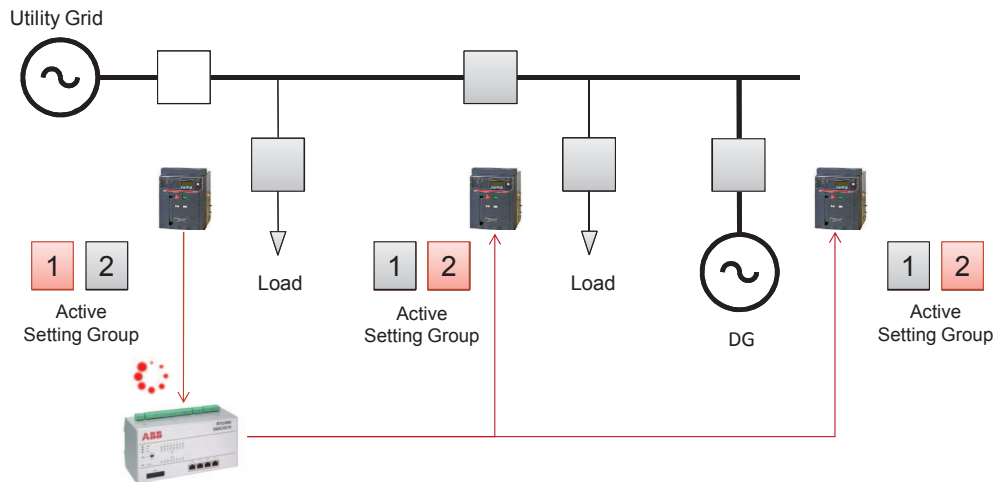 Utility Grid
1 2
Active
Setting Group
Load
1 2
Active
Setting Group
Load
DG
1 2
Active
Setting Group
ABB